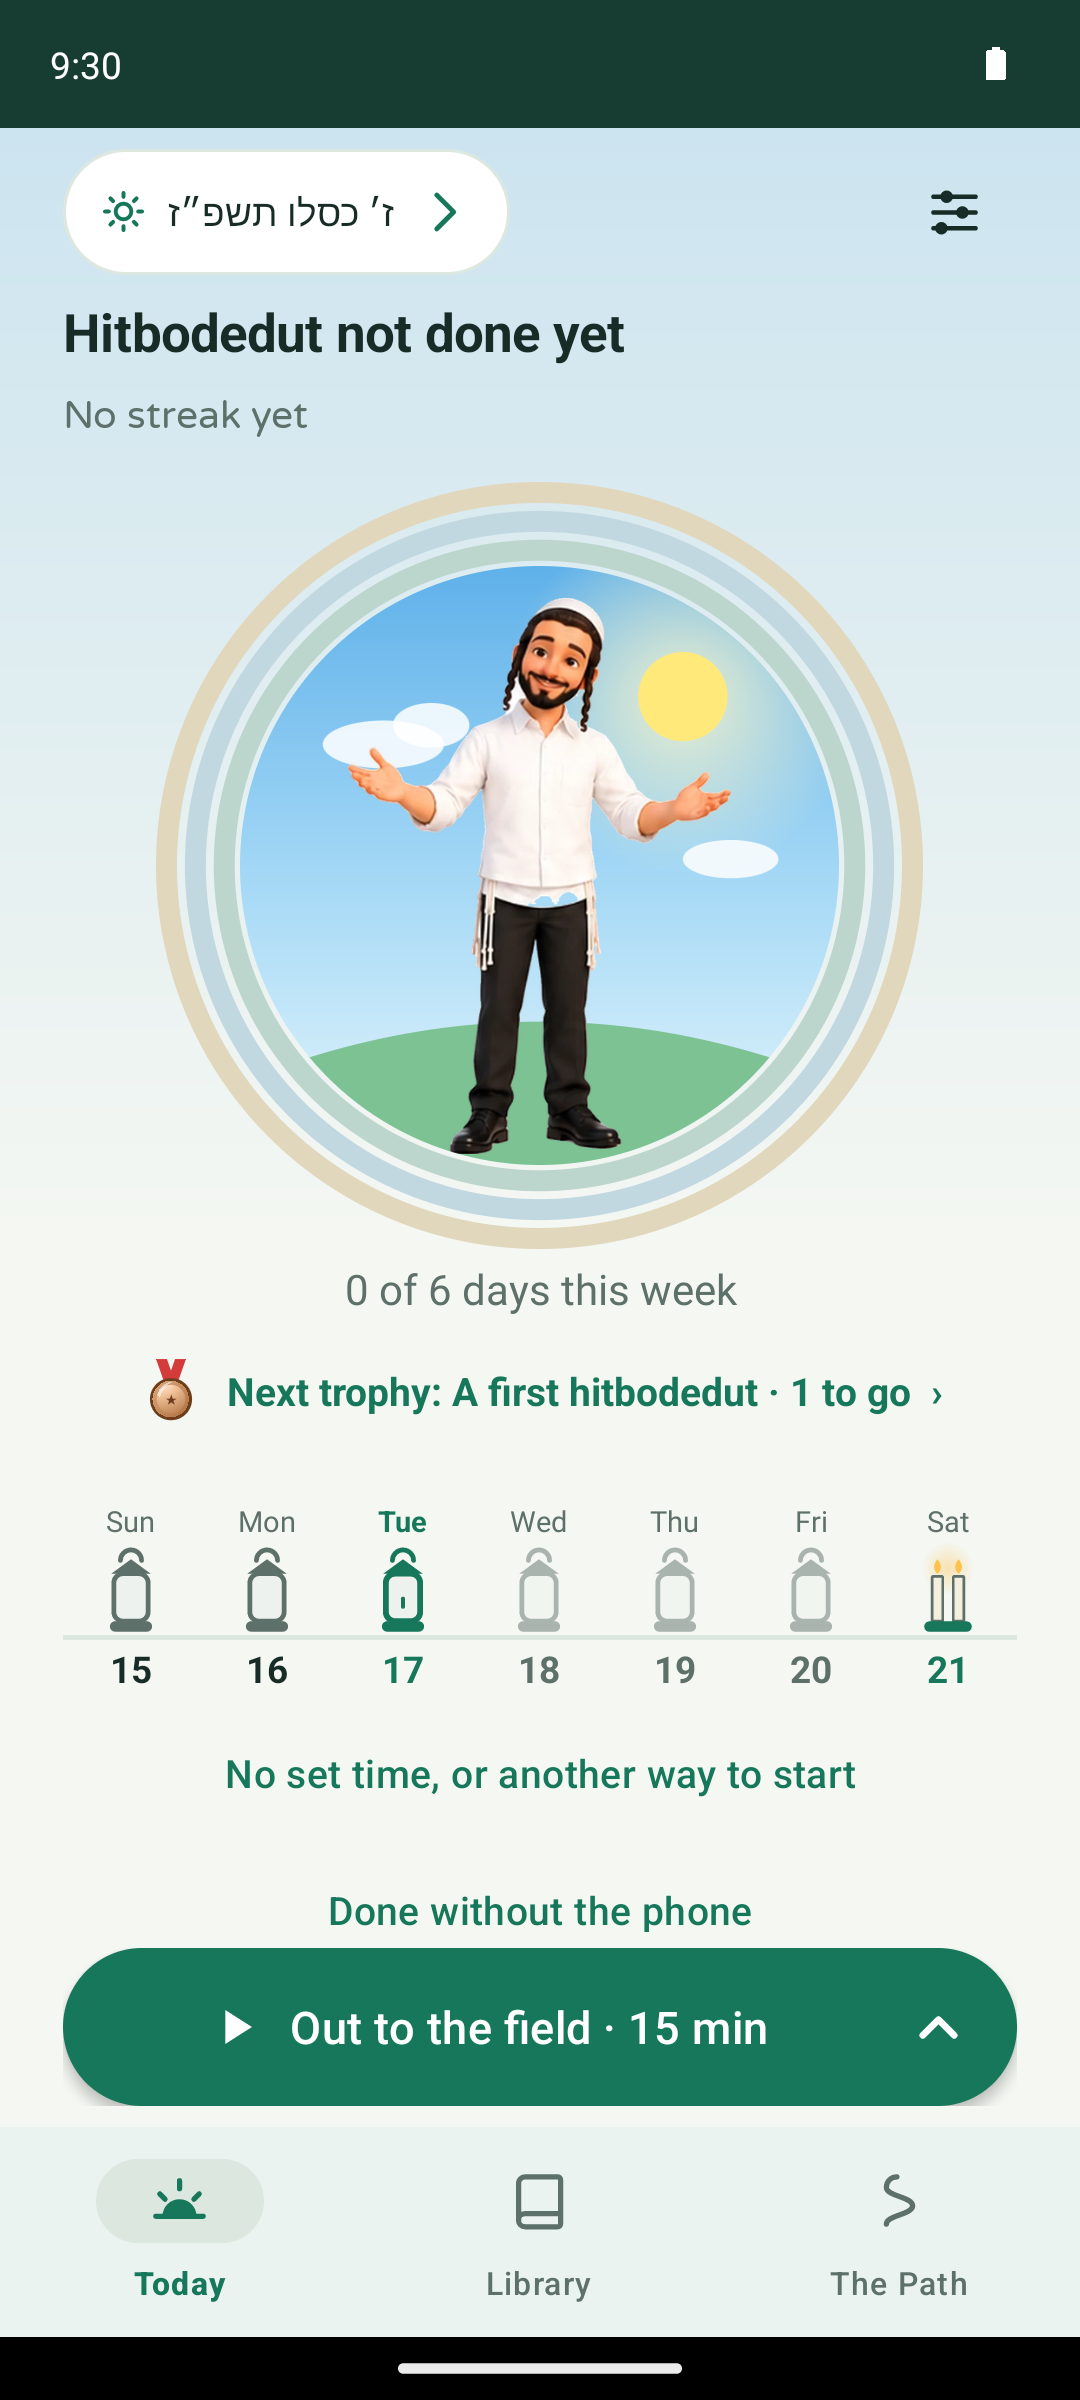 9:30
ז׳ כסלו תשפ״ז
Hitbodedut not done yet
No streak yet
0 of 6 days this week
Next trophy: A first hitbodedut · 1 to go ›
Sun Mon Tue Wed Thu Fri Sat
15 16 17 18 19 20 21
No set time, or another way to start
Done without the phone
Out to the field · 15 min
Today Library The Path